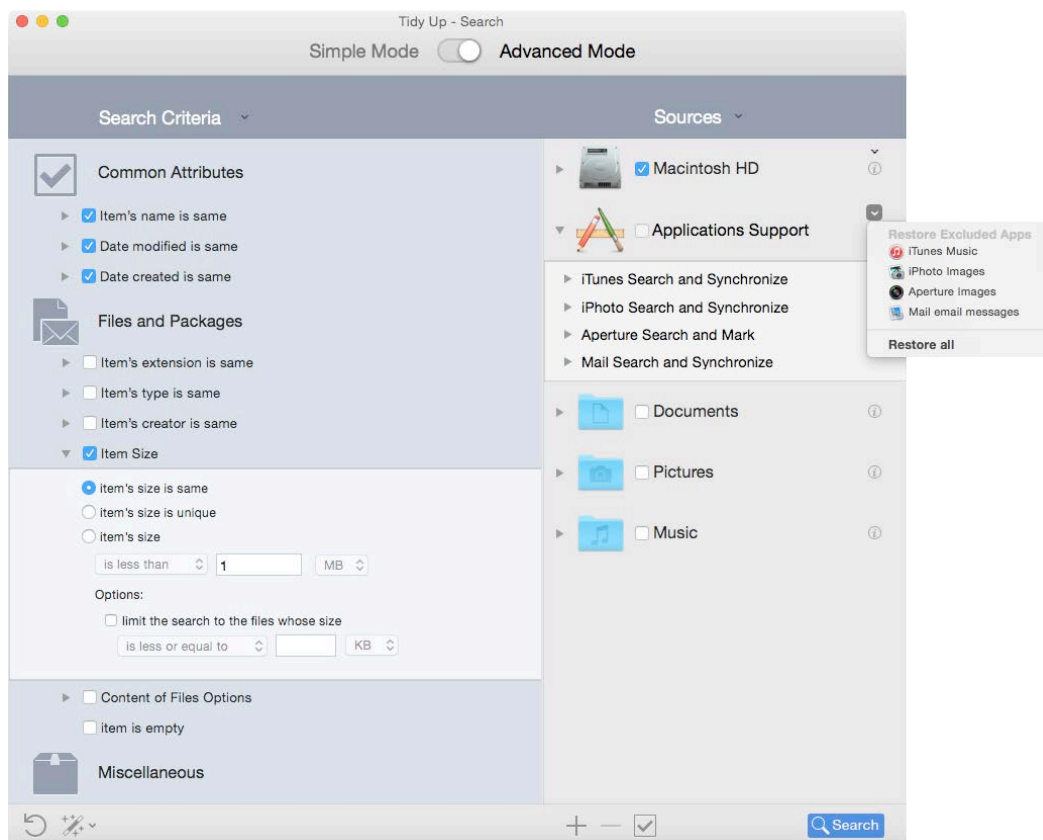 Tidy Up - Search
Simple Mode Advanced Mode
Search Criteria
Common Attributes
Item's name is same
Date modified is same
Date created is same
Files and Packages
Item's extension is same
Item's type is same
Item's creator is same
Item Size
item's size is same
item's size is unique
item's size
is less than 1 MB
Options:
limit the search to the files whose size
is less or equal to KB
Content of Files Options
item is empty
Miscellaneous
Sources
Macintosh HD
Applications Support
iTunes Search and Synchronize
iPhoto Search and Synchronize
Aperture Search and Mark
Mail Search and Synchronize
Documents
Pictures
Music
Search
Restore Excluded Apps
iTunes Music
iPhoto Images
Aperture Images
Mail email messages
Restore all